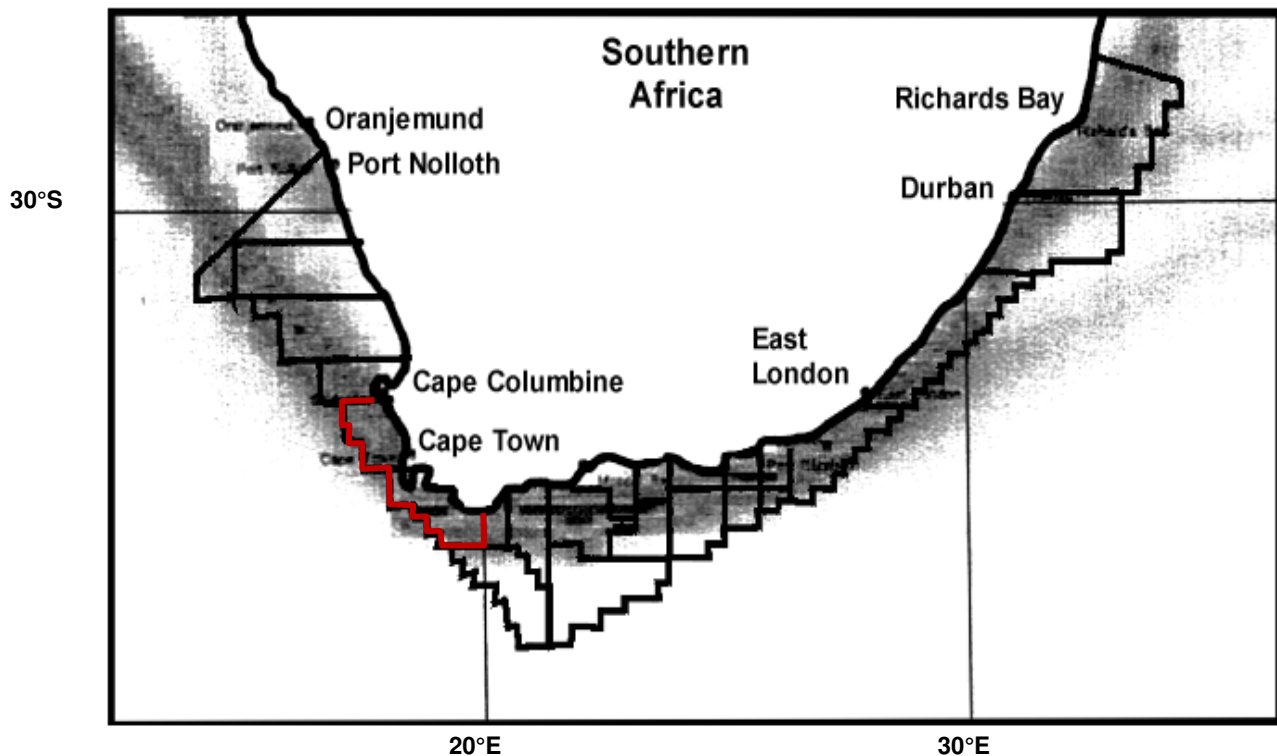 Southern
Africa
Richards Bay
Oranjemund
Port Nolloth
30°S
Durban
East
London
Cape Columbine
Cape Town
20°E
30°E